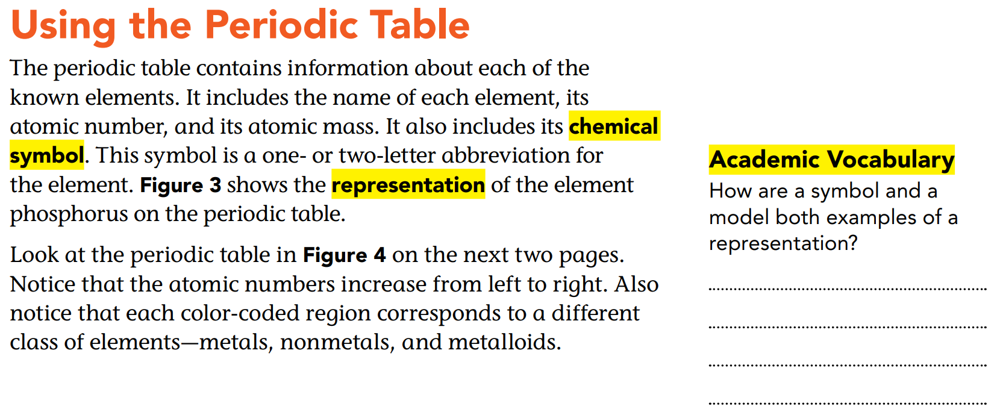 Using the Periodic Table
The periodic table contains information about each of the
known elements. It includes the name of each element, its
atomic number, and its atomic mass. It also includes its chemical
symbol. This symbol is a one- or two-letter abbreviation for
the element. Figure 3 shows the representation of the element
phosphorus on the periodic table.
Look at the periodic table in Figure 4 on the next two pages.
Notice that the atomic numbers increase from left to right. Also
notice that each color-coded region corresponds to a different
class of elements—metals, nonmetals, and metalloids.
Academic Vocabulary
How are a symbol and a
model both examples of a
representation?